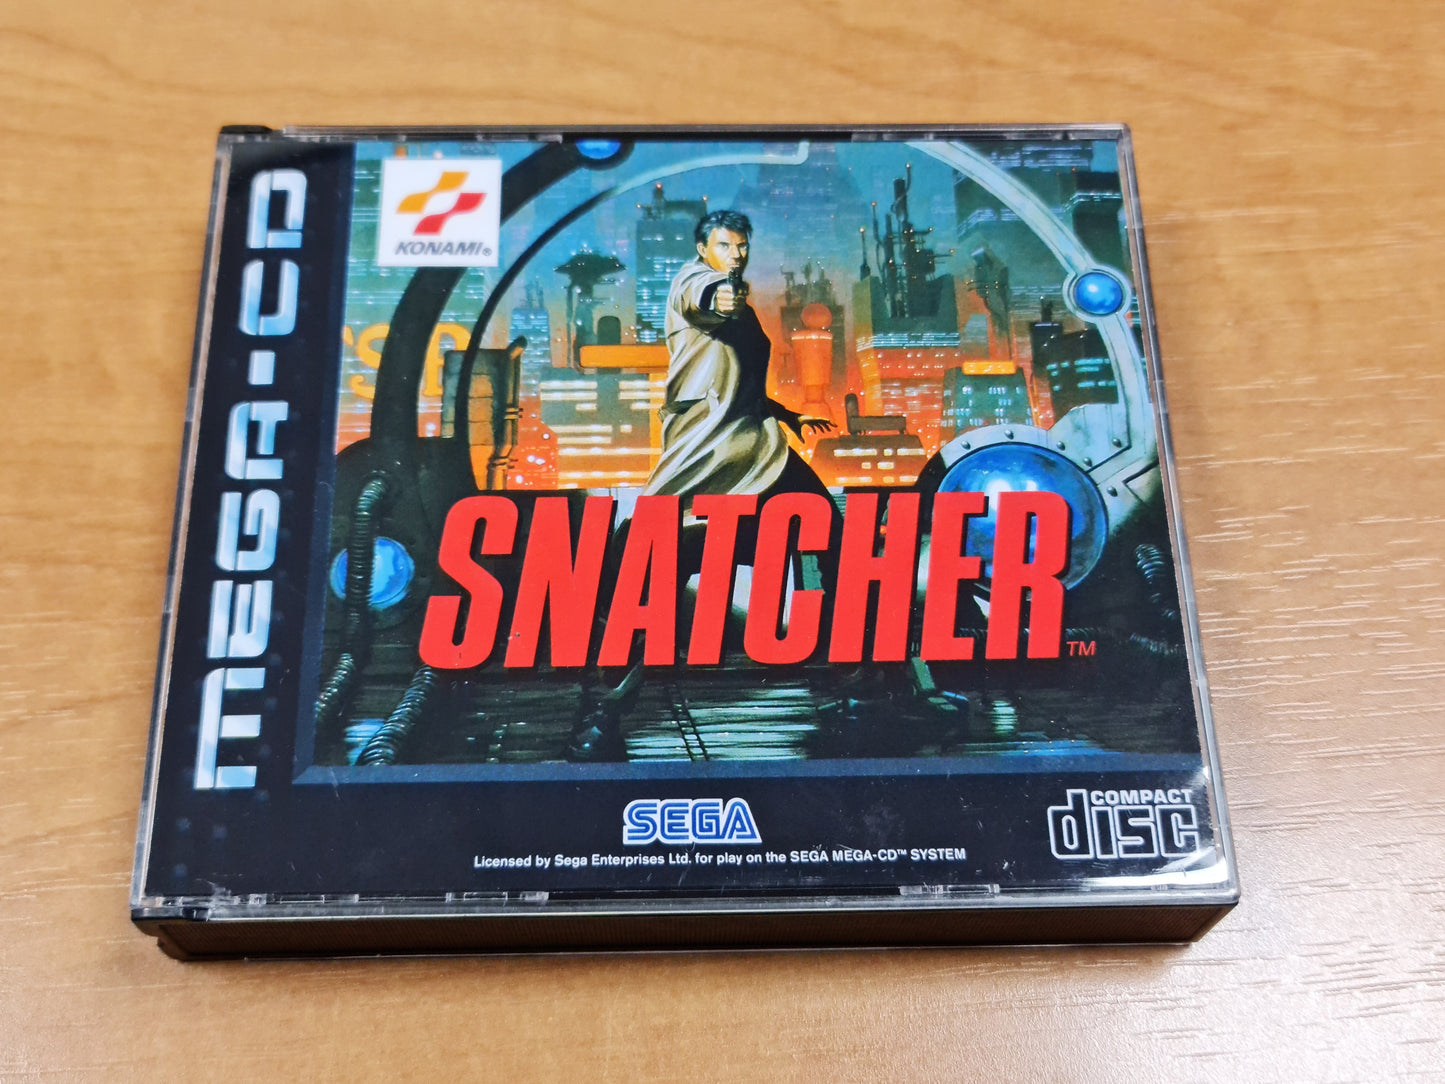 MEGA-CD
KONAMI®
'SP
SNATCHER™
SEGA
Licensed by Sega Enterprises Ltd. for play on the SEGA MEGA-CD™ SYSTEM
COMPACT
disc